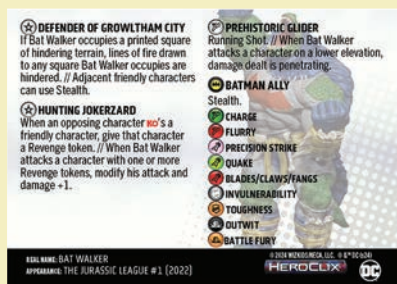 DEFENDER OF GROWLTHAM CITY
If Bat Walker occupies a printed square
of hindering terrain, lines of fire drawn
to any square Bat Walker occupies are
hindered. // Adjacent friendly characters
can use Stealth.
HUNTING JOKERZARD
When an opposing character KO's a
friendly character, give that character
a Revenge token. // When Bat Walker
attacks a character with one or more
Revenge tokens, modify his attack and
damage +1.
PREHISTORIC GLIDER
Running Shot. // When Bat Walker
attacks a character on a lower elevation,
damage dealt is penetrating.
BATMAN ALLY
Stealth.
CHARGE
FLURRY
PRECISION STRIKE
QUAKE
BLADES/CLAWS/FANGS
INVULNERABILITY
TOUGHNESS
OUTWIT
BATTLE FURY
REAL NAME: BAT WALKER
APPEARANCE: THE JURASSIC LEAGUE #1 (2022)
© 2024 WIZKIDS/NECA, LLC. © & ™ DC (s24)
HEROCLIX
DC